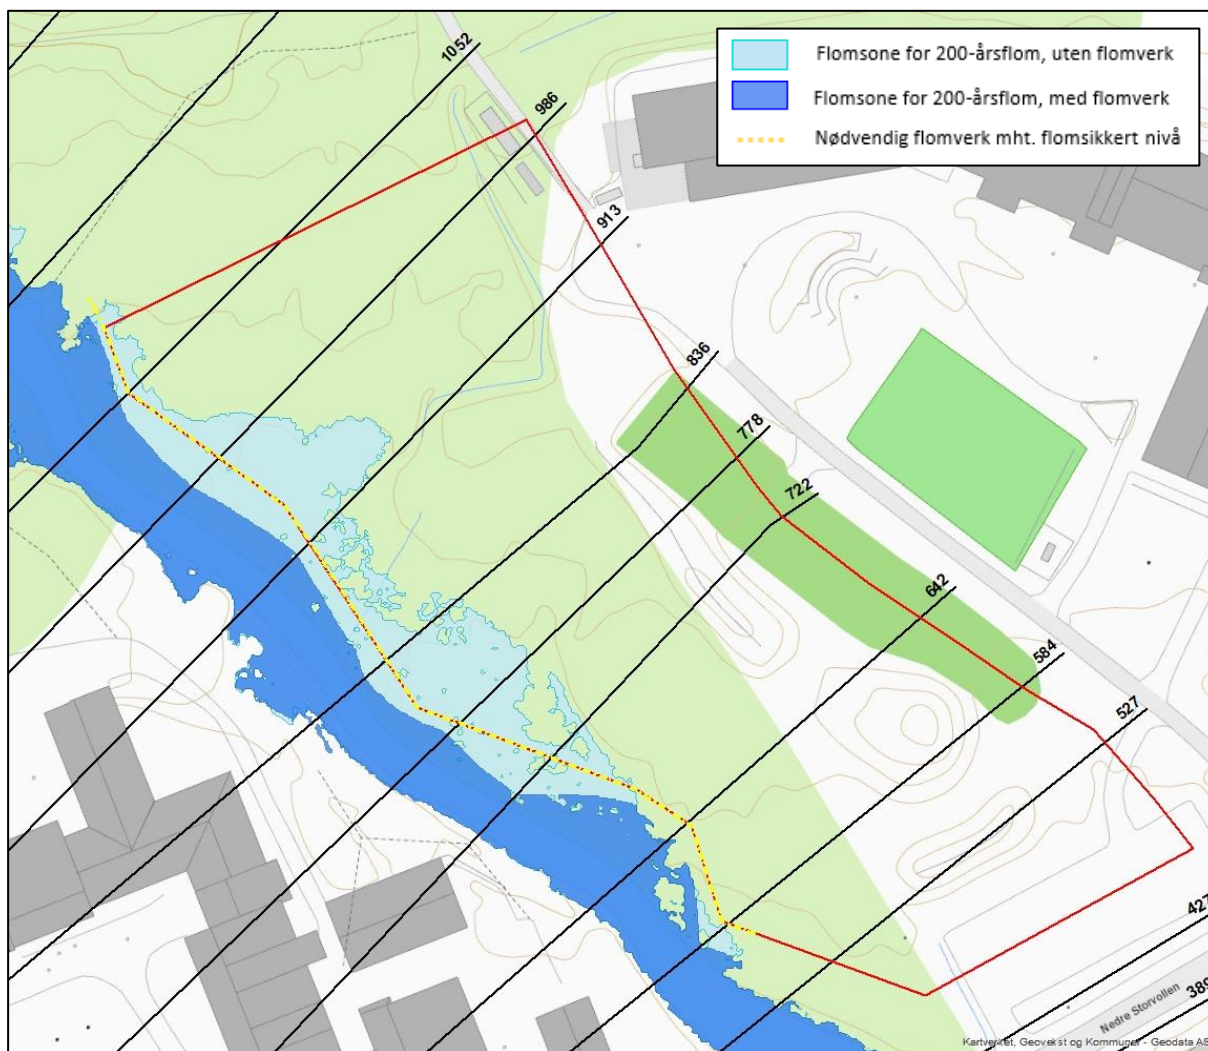 Flomsone for 200-årsflom, uten flomverk
Flomsone for 200-årsflom, med flomverk
Nødvendig flomverk mht. flomsikkert nivå
1052
986
913
836
778
722
642
584
527
427
389
Nedre Storvollen
Kartverket, Geovekst og Kommuner - Geodata AS